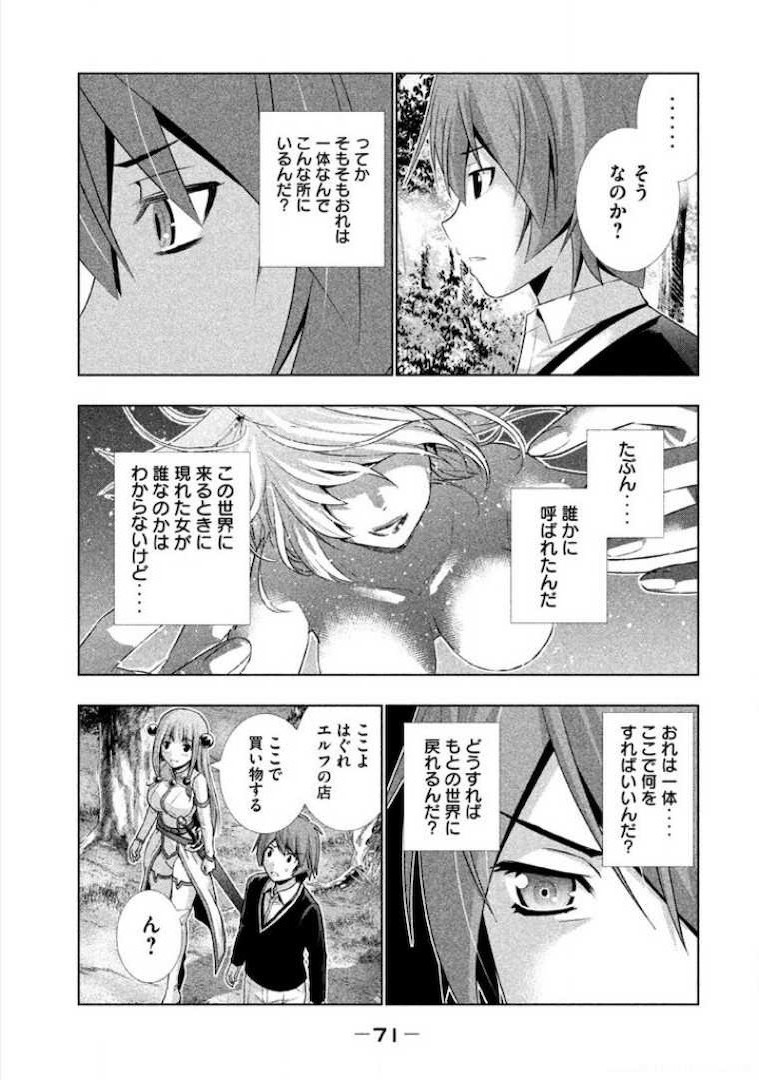 ・・・・・・
そう
なのか？
ってか
そもそもおれは
一体なんで
こんな所に
いるんだ？
たぶん・・・・
誰かに
呼ばれたんだ
この世界に
来るときに
現れた女が
誰なのかは
わからないけど・・・・
おれは一体・・・・
ここで何を
すればいいんだ？
どうすれば
もとの世界に
戻れるんだ？
ここよ
はぐれ
エルフの店
ここで
買い物する
ん？
—71—